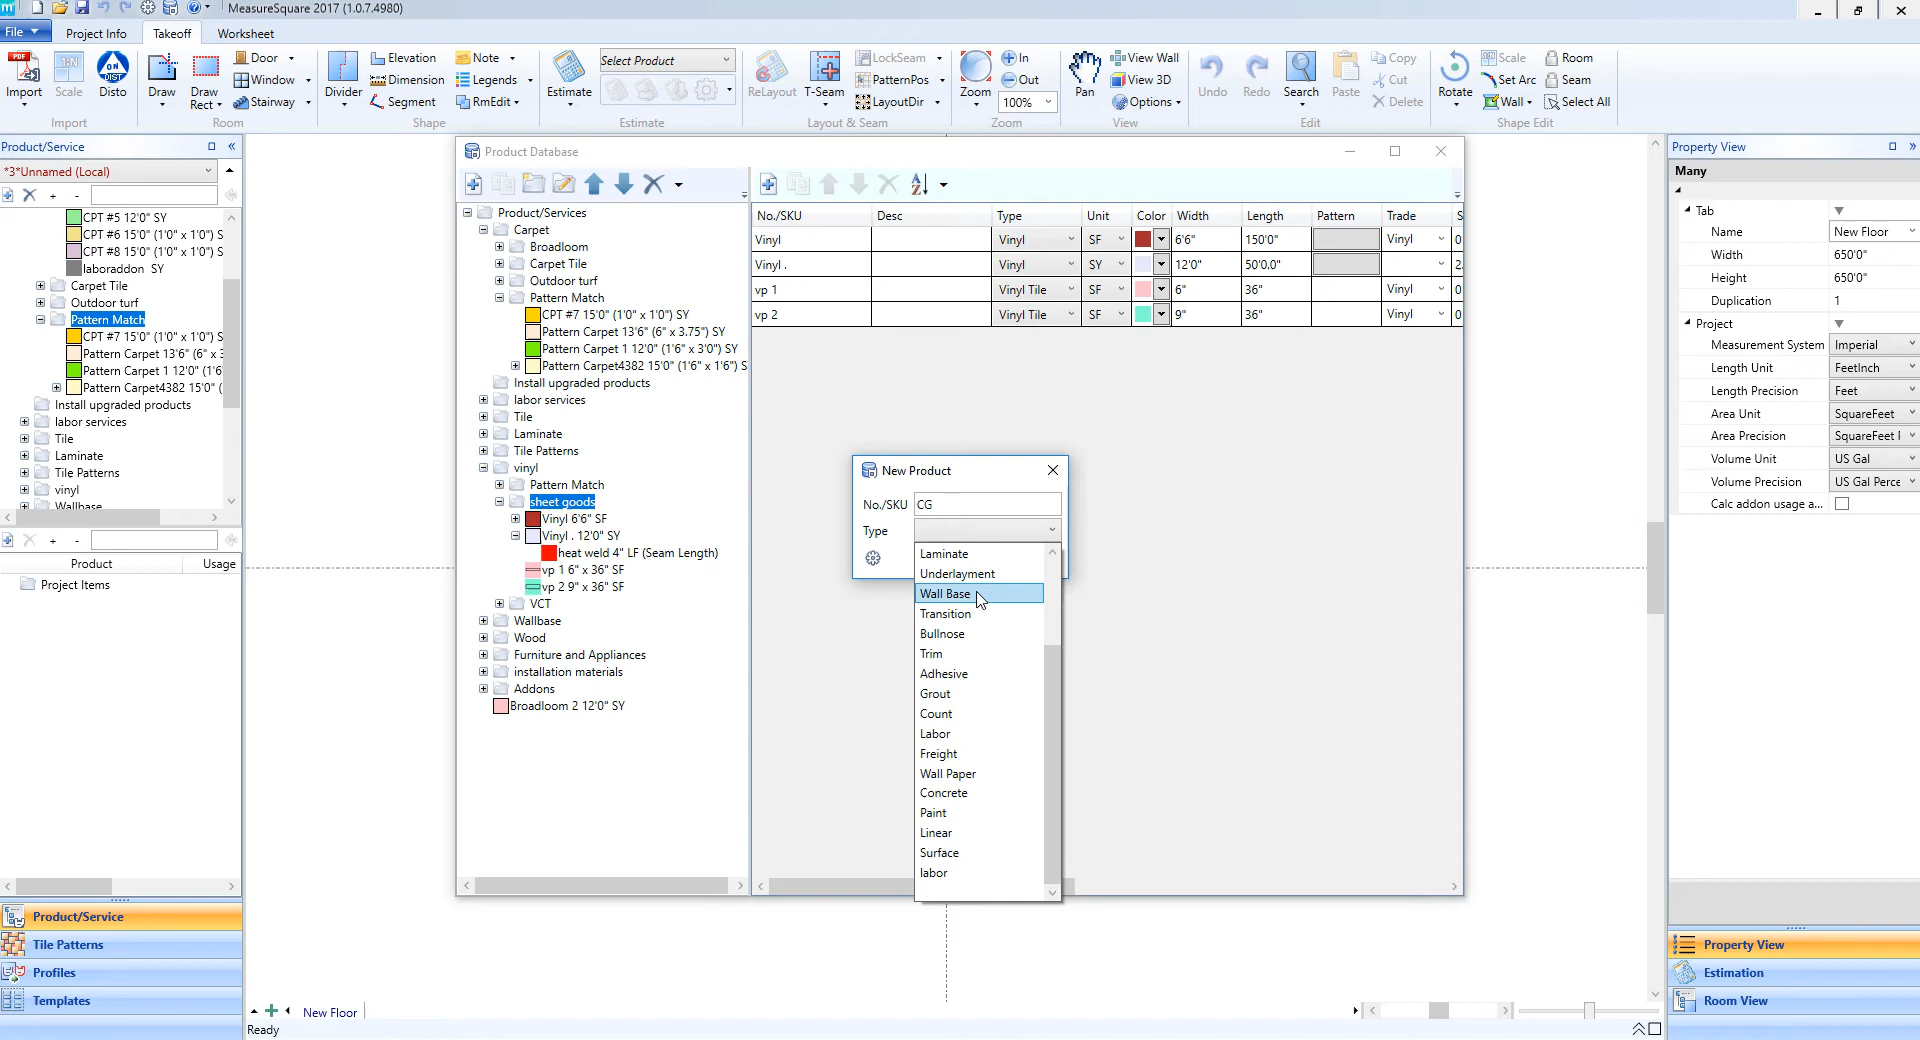 MeasureSquare 2017 (1.0.7.4980)
File
Project Info
Takeoff
Worksheet
Import
Scale
Disto
Import
Draw
Draw Rect
Door
Window
Stairway
Room
Divider
Elevation
Dimension
Segment
Note
Legends
RmEdit
Shape
Estimate
Select Product
Estimate
ReLayout
T-Seam
LockSeam
PatternPos
LayoutDir
Layout & Seam
Zoom
In
Out
100%
Zoom
Pan
View Wall
View 3D
Options
View
Undo
Redo
Search
Paste
Copy
Cut
Delete
Edit
Rotate
Scale
Set Arc
Wall
Room
Seam
Select All
Shape Edit
Product/Service
*3*Unnamed (Local)
CPT #5 12'0" SY
CPT #6 15'0" (1'0" x 1'0") S
CPT #8 15'0" (1'0" x 1'0") S
laboraddon SY
Carpet Tile
Outdoor turf
Pattern Match
CPT #7 15'0" (1'0" x 1'0") S
Pattern Carpet 13'6" (6" x 3
Pattern Carpet 1 12'0" (1'6"
Pattern Carpet4382 15'0" (
Install upgraded products
labor services
Tile
Laminate
Tile Patterns
vinyl
Wallbase
Product
Usage
Project Items
Product/Service
Tile Patterns
Profiles
Templates
Product Database
Product/Services
Carpet
Broadloom
Carpet Tile
Outdoor turf
Pattern Match
CPT #7 15'0" (1'0" x 1'0") SY
Pattern Carpet 13'6" (6" x 3.75") SY
Pattern Carpet 1 12'0" (1'6" x 3'0") SY
Pattern Carpet4382 15'0" (1'6" x 1'6") S
Install upgraded products
labor services
Tile
Laminate
Tile Patterns
vinyl
Pattern Match
sheet goods
Vinyl 6'6" SF
Vinyl . 12'0" SY
heat weld 4" LF (Seam Length)
vp 1 6" x 36" SF
vp 2 9" x 36" SF
VCT
Wallbase
Wood
Furniture and Appliances
installation materials
Addons
Broadloom 2 12'0" SY
No./SKU Desc Type Unit Color Width Length Pattern Trade S
Vinyl Vinyl SF 6'6" 150'0" Vinyl 0
Vinyl . Vinyl SY 12'0" 50'0.0" 2.
vp 1 Vinyl Tile SF 6" 36" Vinyl 0
vp 2 Vinyl Tile SF 9" 36" Vinyl 0
New Product
No./SKU CG
Type
Laminate
Underlayment
Wall Base
Transition
Bullnose
Trim
Adhesive
Grout
Count
Labor
Freight
Wall Paper
Concrete
Paint
Linear
Surface
labor
Property View
Many
Tab
Name New Floor
Width 650'0"
Height 650'0"
Duplication 1
Project
Measurement System Imperial
Length Unit FeetInch
Length Precision Feet
Area Unit SquareFeet
Area Precision SquareFeet
Volume Unit US Gal
Volume Precision US Gal Perce
Calc addon usage a...
Property View
Estimation
Room View
New Floor
Ready